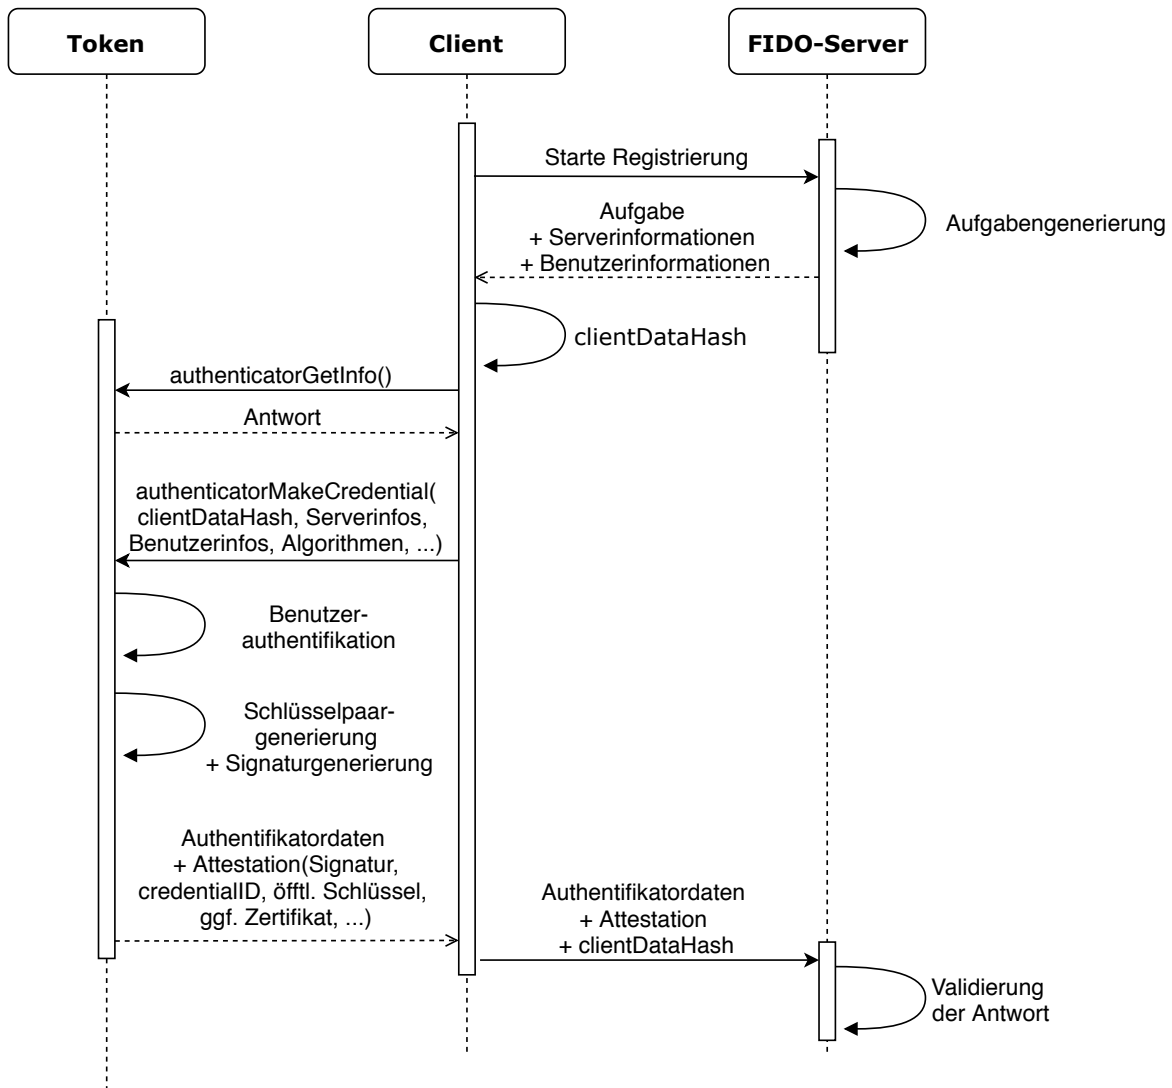 Token
Client
FIDO-Server
Starte Registrierung
Aufgabengenerierung
Aufgabe
+ Serverinformationen
+ Benutzerinformationen
clientDataHash
authenticatorGetInfo()
Antwort
authenticatorMakeCredential(
clientDataHash, Serverinfos,
Benutzerinfos, Algorithmen, ...)
Benutzer-
authentifikation
Schlüsselpaar-
generierung
+ Signaturgenerierung
Authentifikatordaten
+ Attestation(Signatur,
credentialID, öfftl. Schlüssel,
ggf. Zertifikat, ...)
Authentifikatordaten
+ Attestation
+ clientDataHash
Validierung
der Antwort